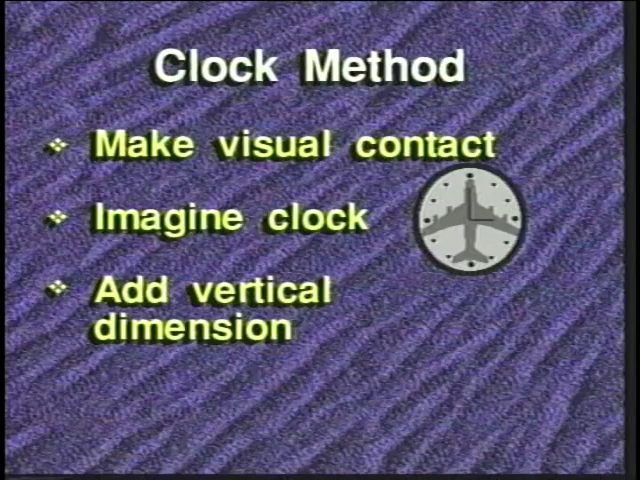 Clock Method
Make visual contact
Imagine clock
Add vertical
dimension